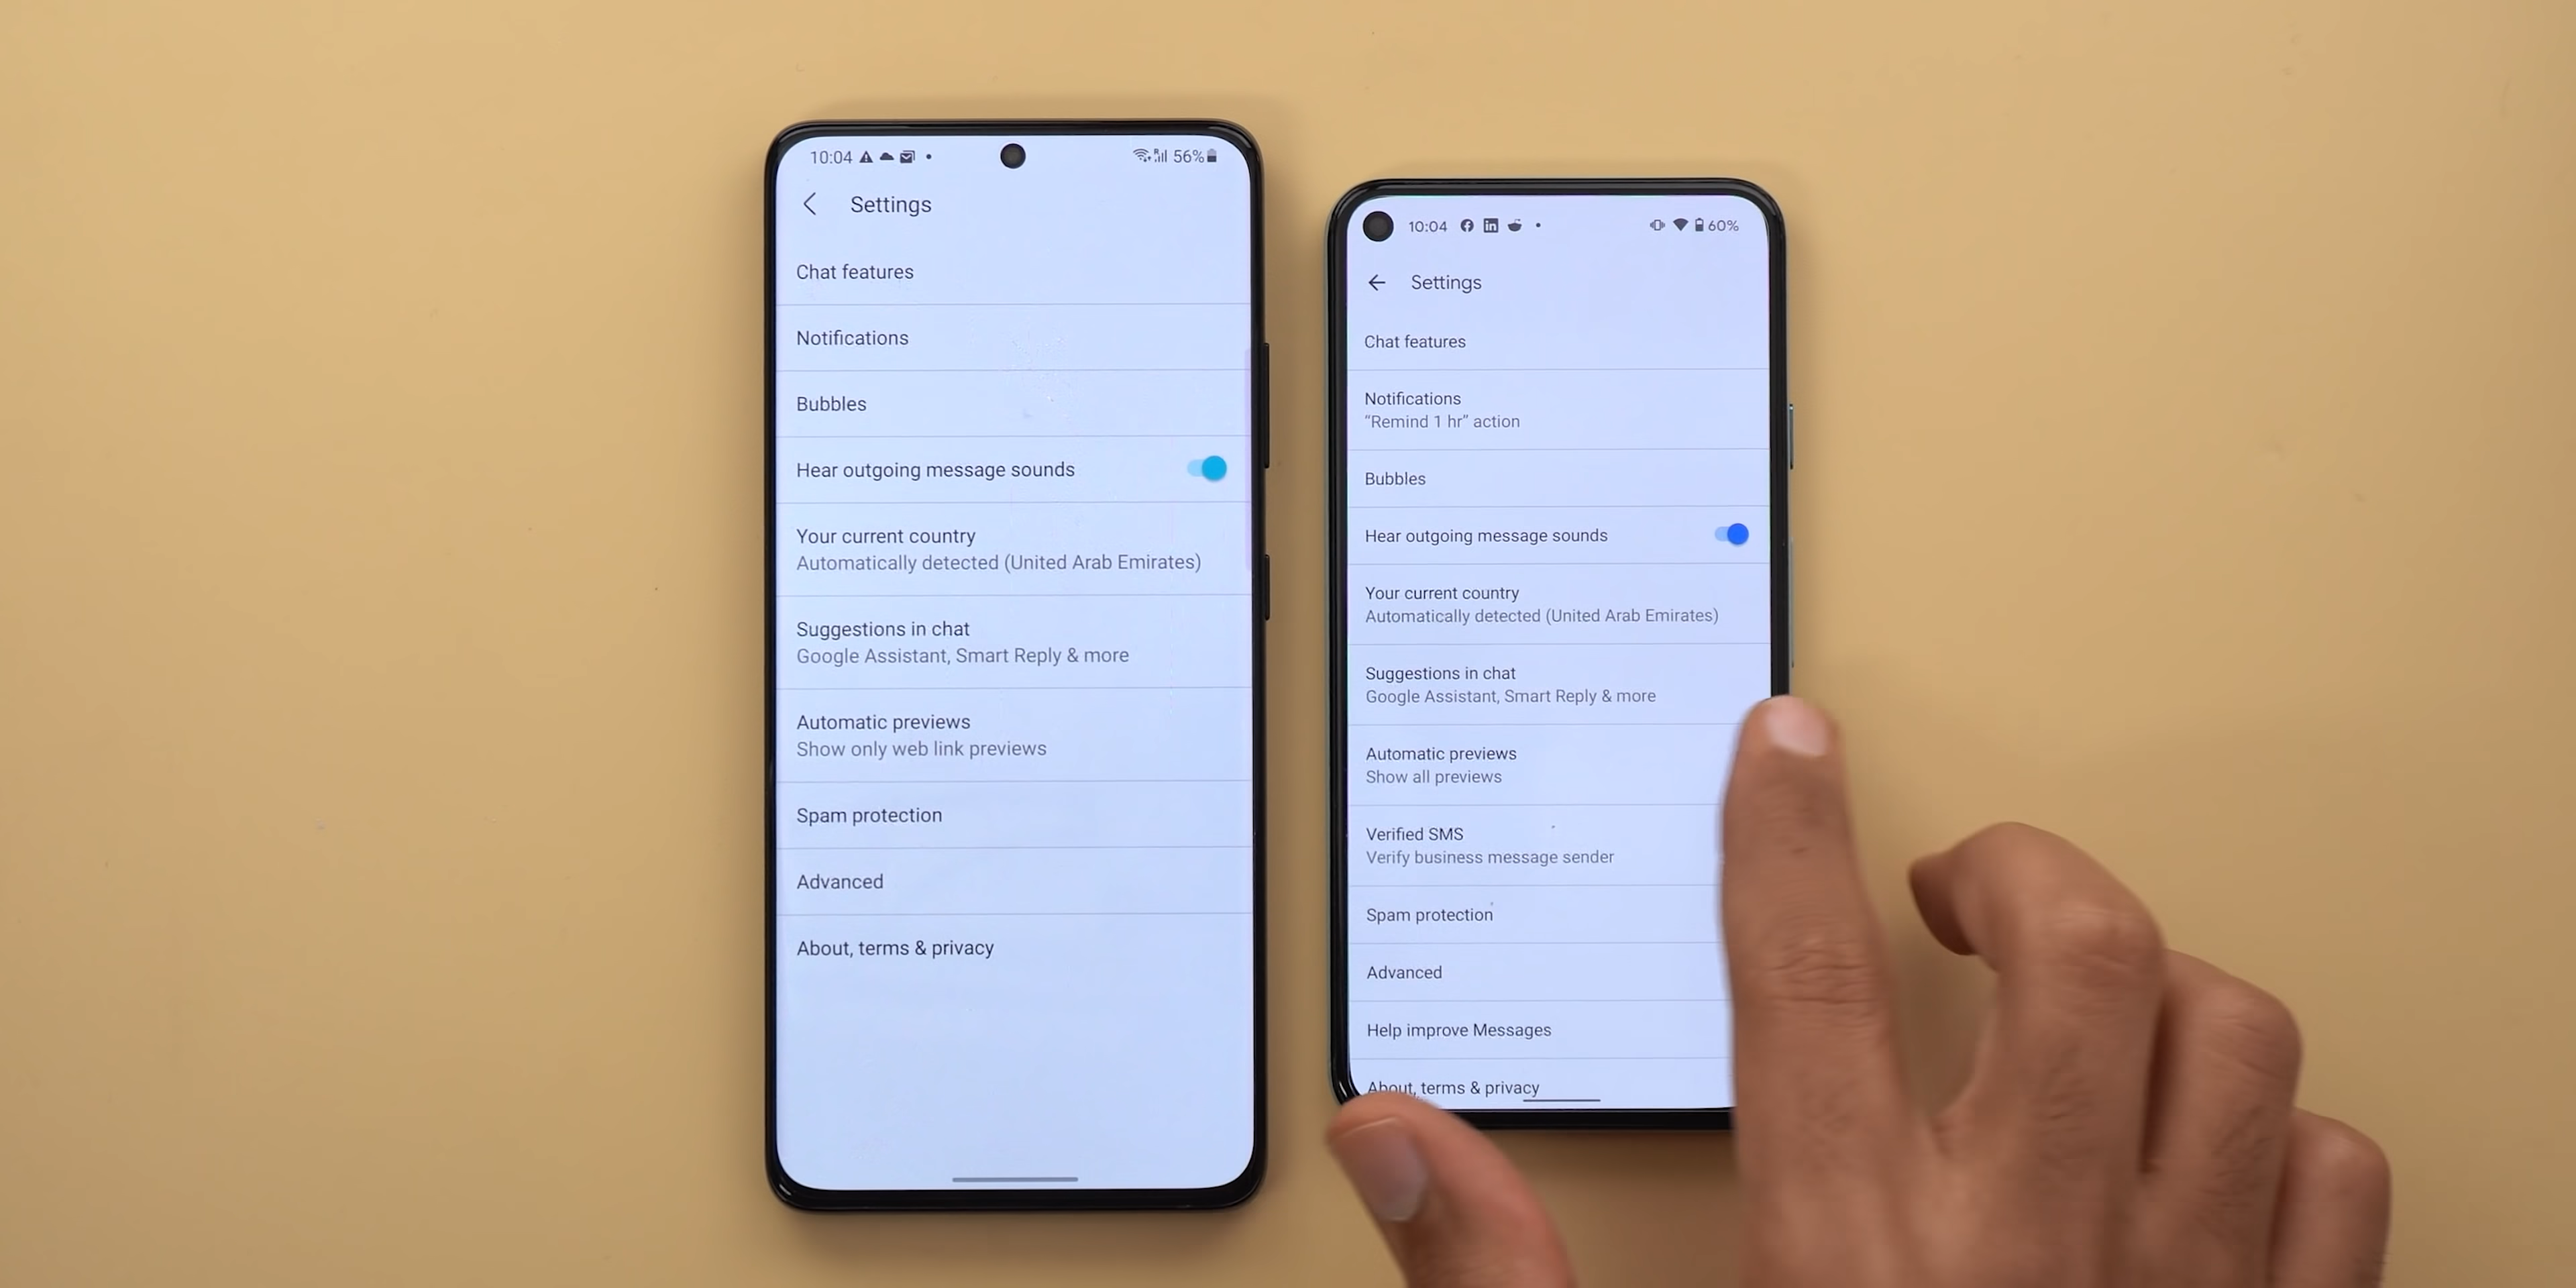 10:04
56%
Settings
Chat features
Notifications
Bubbles
Hear outgoing message sounds
Your current country
Automatically detected (United Arab Emirates)
Suggestions in chat
Google Assistant, Smart Reply & more
Automatic previews
Show only web link previews
Spam protection
Advanced
About, terms & privacy
10:04
60%
Settings
Chat features
Notifications
“Remind 1 hr” action
Bubbles
Hear outgoing message sounds
Your current country
Automatically detected (United Arab Emirates)
Suggestions in chat
Google Assistant, Smart Reply & more
Automatic previews
Show all previews
Verified SMS
Verify business message sender
Spam protection
Advanced
Help improve Messages
About, terms & privacy